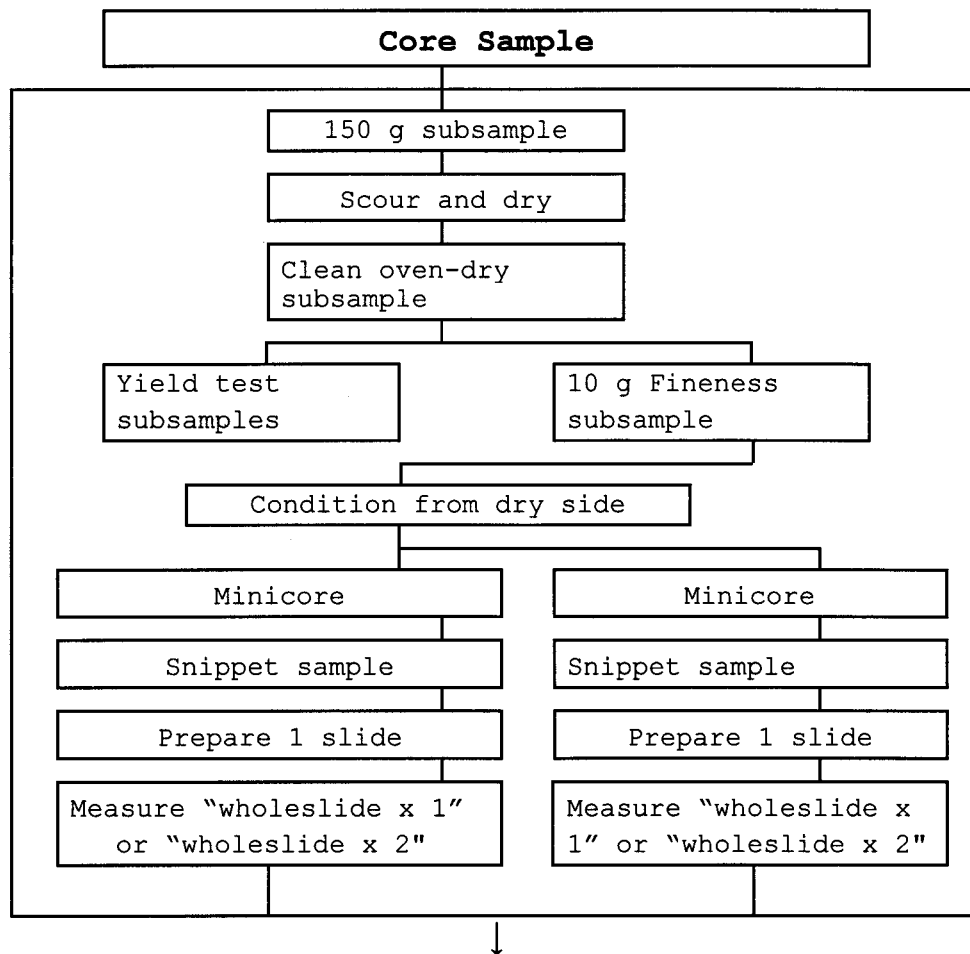 Core Sample
150 g subsample
Scour and dry
Clean oven-dry
subsample
Yield test
subsamples
10 g Fineness
subsample
Condition from dry side
Minicore
Minicore
Snippet sample
Snippet sample
Prepare 1 slide
Prepare 1 slide
Measure “wholeslide x 1”
or “wholeslide x 2"
Measure “wholeslide x
1” or “wholeslide x 2"